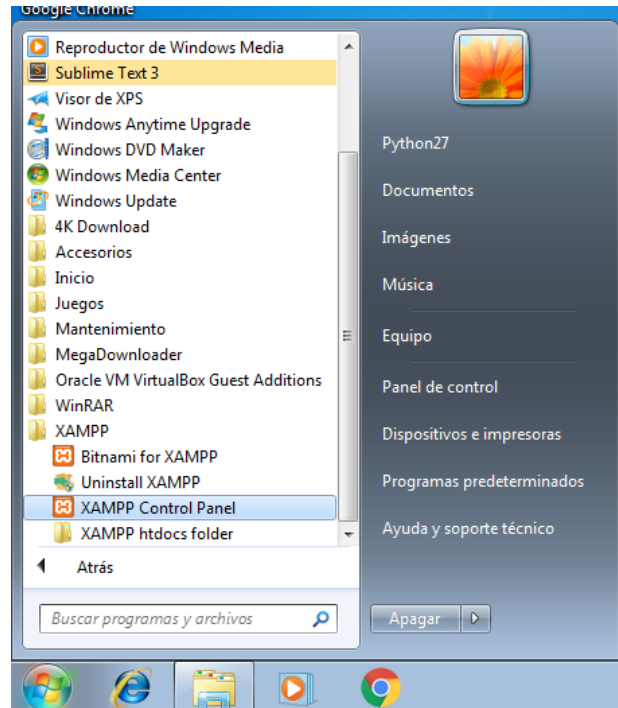 Google Chrome
Reproductor de Windows Media
Sublime Text 3
Visor de XPS
Windows Anytime Upgrade
Windows DVD Maker
Windows Media Center
Windows Update
4K Download
Accesorios
Inicio
Juegos
Mantenimiento
MegaDownloader
Oracle VM VirtualBox Guest Additions
WinRAR
XAMPP
Bitnami for XAMPP
Uninstall XAMPP
XAMPP Control Panel
XAMPP htdocs folder
Atrás
Buscar programas y archivos
Python27
Documentos
Imágenes
Música
Equipo
Panel de control
Dispositivos e impresoras
Programas predeterminados
Ayuda y soporte técnico
Apagar